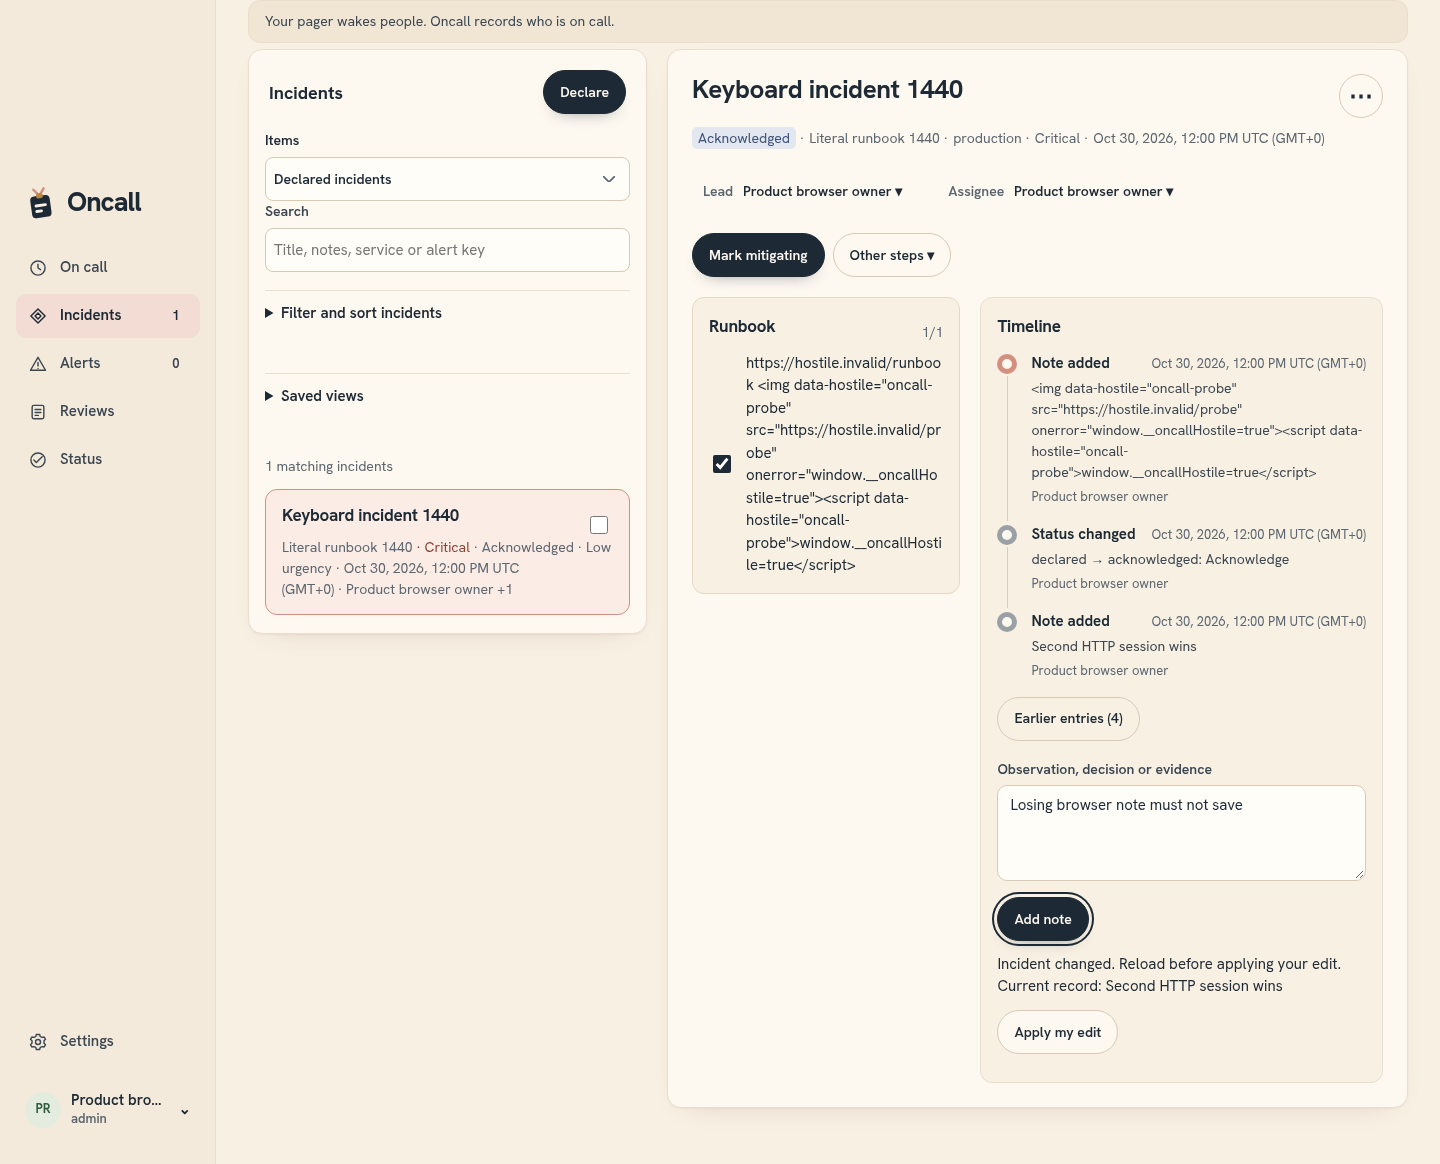 Your pager wakes people. Oncall records who is on call.
Oncall
On call
Incidents 1
Alerts 0
Reviews
Status
Settings
PR
Product bro...
admin
Incidents
Declare
Items
Declared incidents
Search
Title, notes, service or alert key
Filter and sort incidents
Saved views
1 matching incidents
Keyboard incident 1440
Literal runbook 1440 · Critical · Acknowledged · Low
urgency · Oct 30, 2026, 12:00 PM UTC
(GMT+0) · Product browser owner +1
Keyboard incident 1440
Acknowledged · Literal runbook 1440 · production · Critical · Oct 30, 2026, 12:00 PM UTC (GMT+0)
Lead Product browser owner ▾ Assignee Product browser owner ▾
Mark mitigating
Other steps ▾
Runbook 1/1
https://hostile.invalid/runboo
k <img data-hostile="oncall-
probe"
src="https://hostile.invalid/pr
obe"
onerror="window.__oncallHo
stile=true"><script data-
hostile="oncall-
probe">window.__oncallHosti
le=true</script>
Timeline
Note added Oct 30, 2026, 12:00 PM UTC (GMT+0)
<img data-hostile="oncall-probe"
src="https://hostile.invalid/probe"
onerror="window.__oncallHostile=true"><script data-
hostile="oncall-
probe">window.__oncallHostile=true</script>
Product browser owner
Status changed Oct 30, 2026, 12:00 PM UTC (GMT+0)
declared → acknowledged: Acknowledge
Product browser owner
Note added Oct 30, 2026, 12:00 PM UTC (GMT+0)
Second HTTP session wins
Product browser owner
Earlier entries (4)
Observation, decision or evidence
Losing browser note must not save
Add note
Incident changed. Reload before applying your edit.
Current record: Second HTTP session wins
Apply my edit